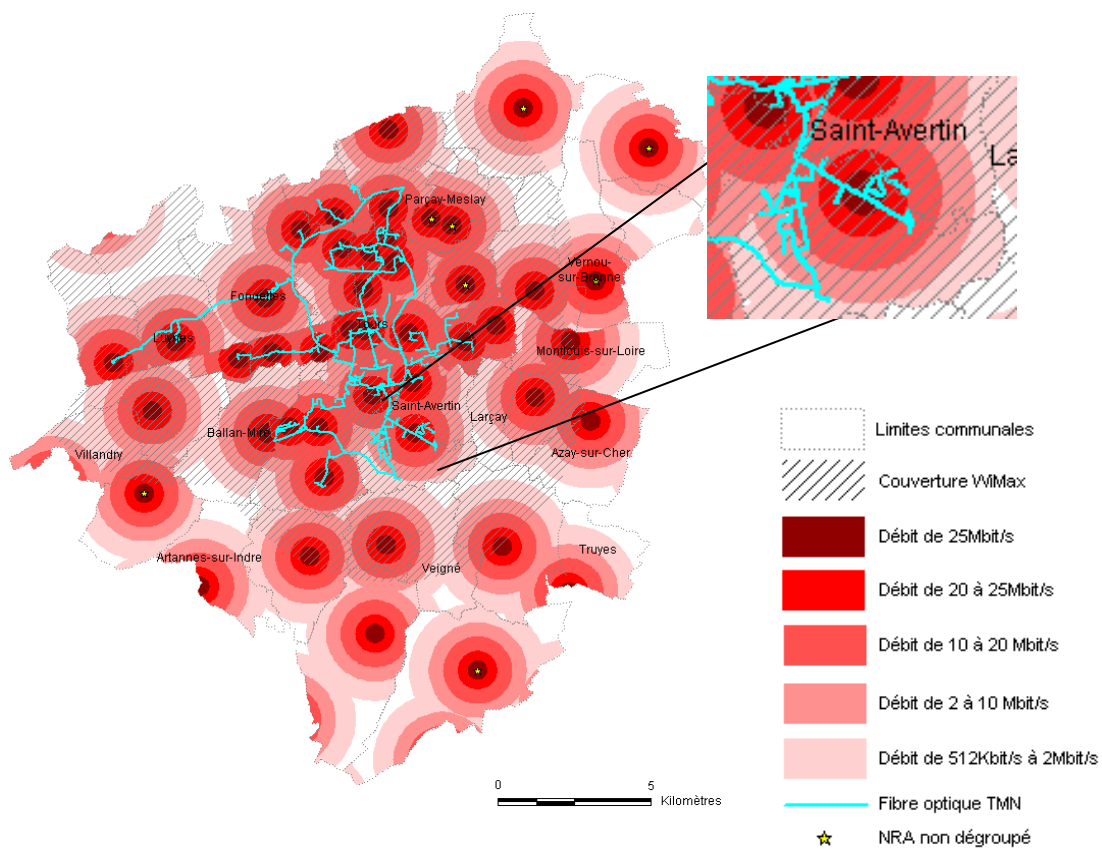 Saint-Avertin
La
Parçay-Meslay
Vernou-
sur-Brenne
Fondettes
Luynes
Tours
Montlouis-sur-Loire
Saint-Avertin
Larçay
Ballan-Miré
Azay-sur-Cher
Villandry
Artannes-sur-Indre
Truyes
Veigné
Limites communales
Couverture WiMax
Débit de 25Mbit/s
Débit de 20 à 25Mbit/s
Débit de 10 à 20 Mbit/s
Débit de 2 à 10 Mbit/s
Débit de 512Kbit/s à 2Mbit/s
Fibre optique TMN
NRA non dégroupé
0
5
Kilomètres